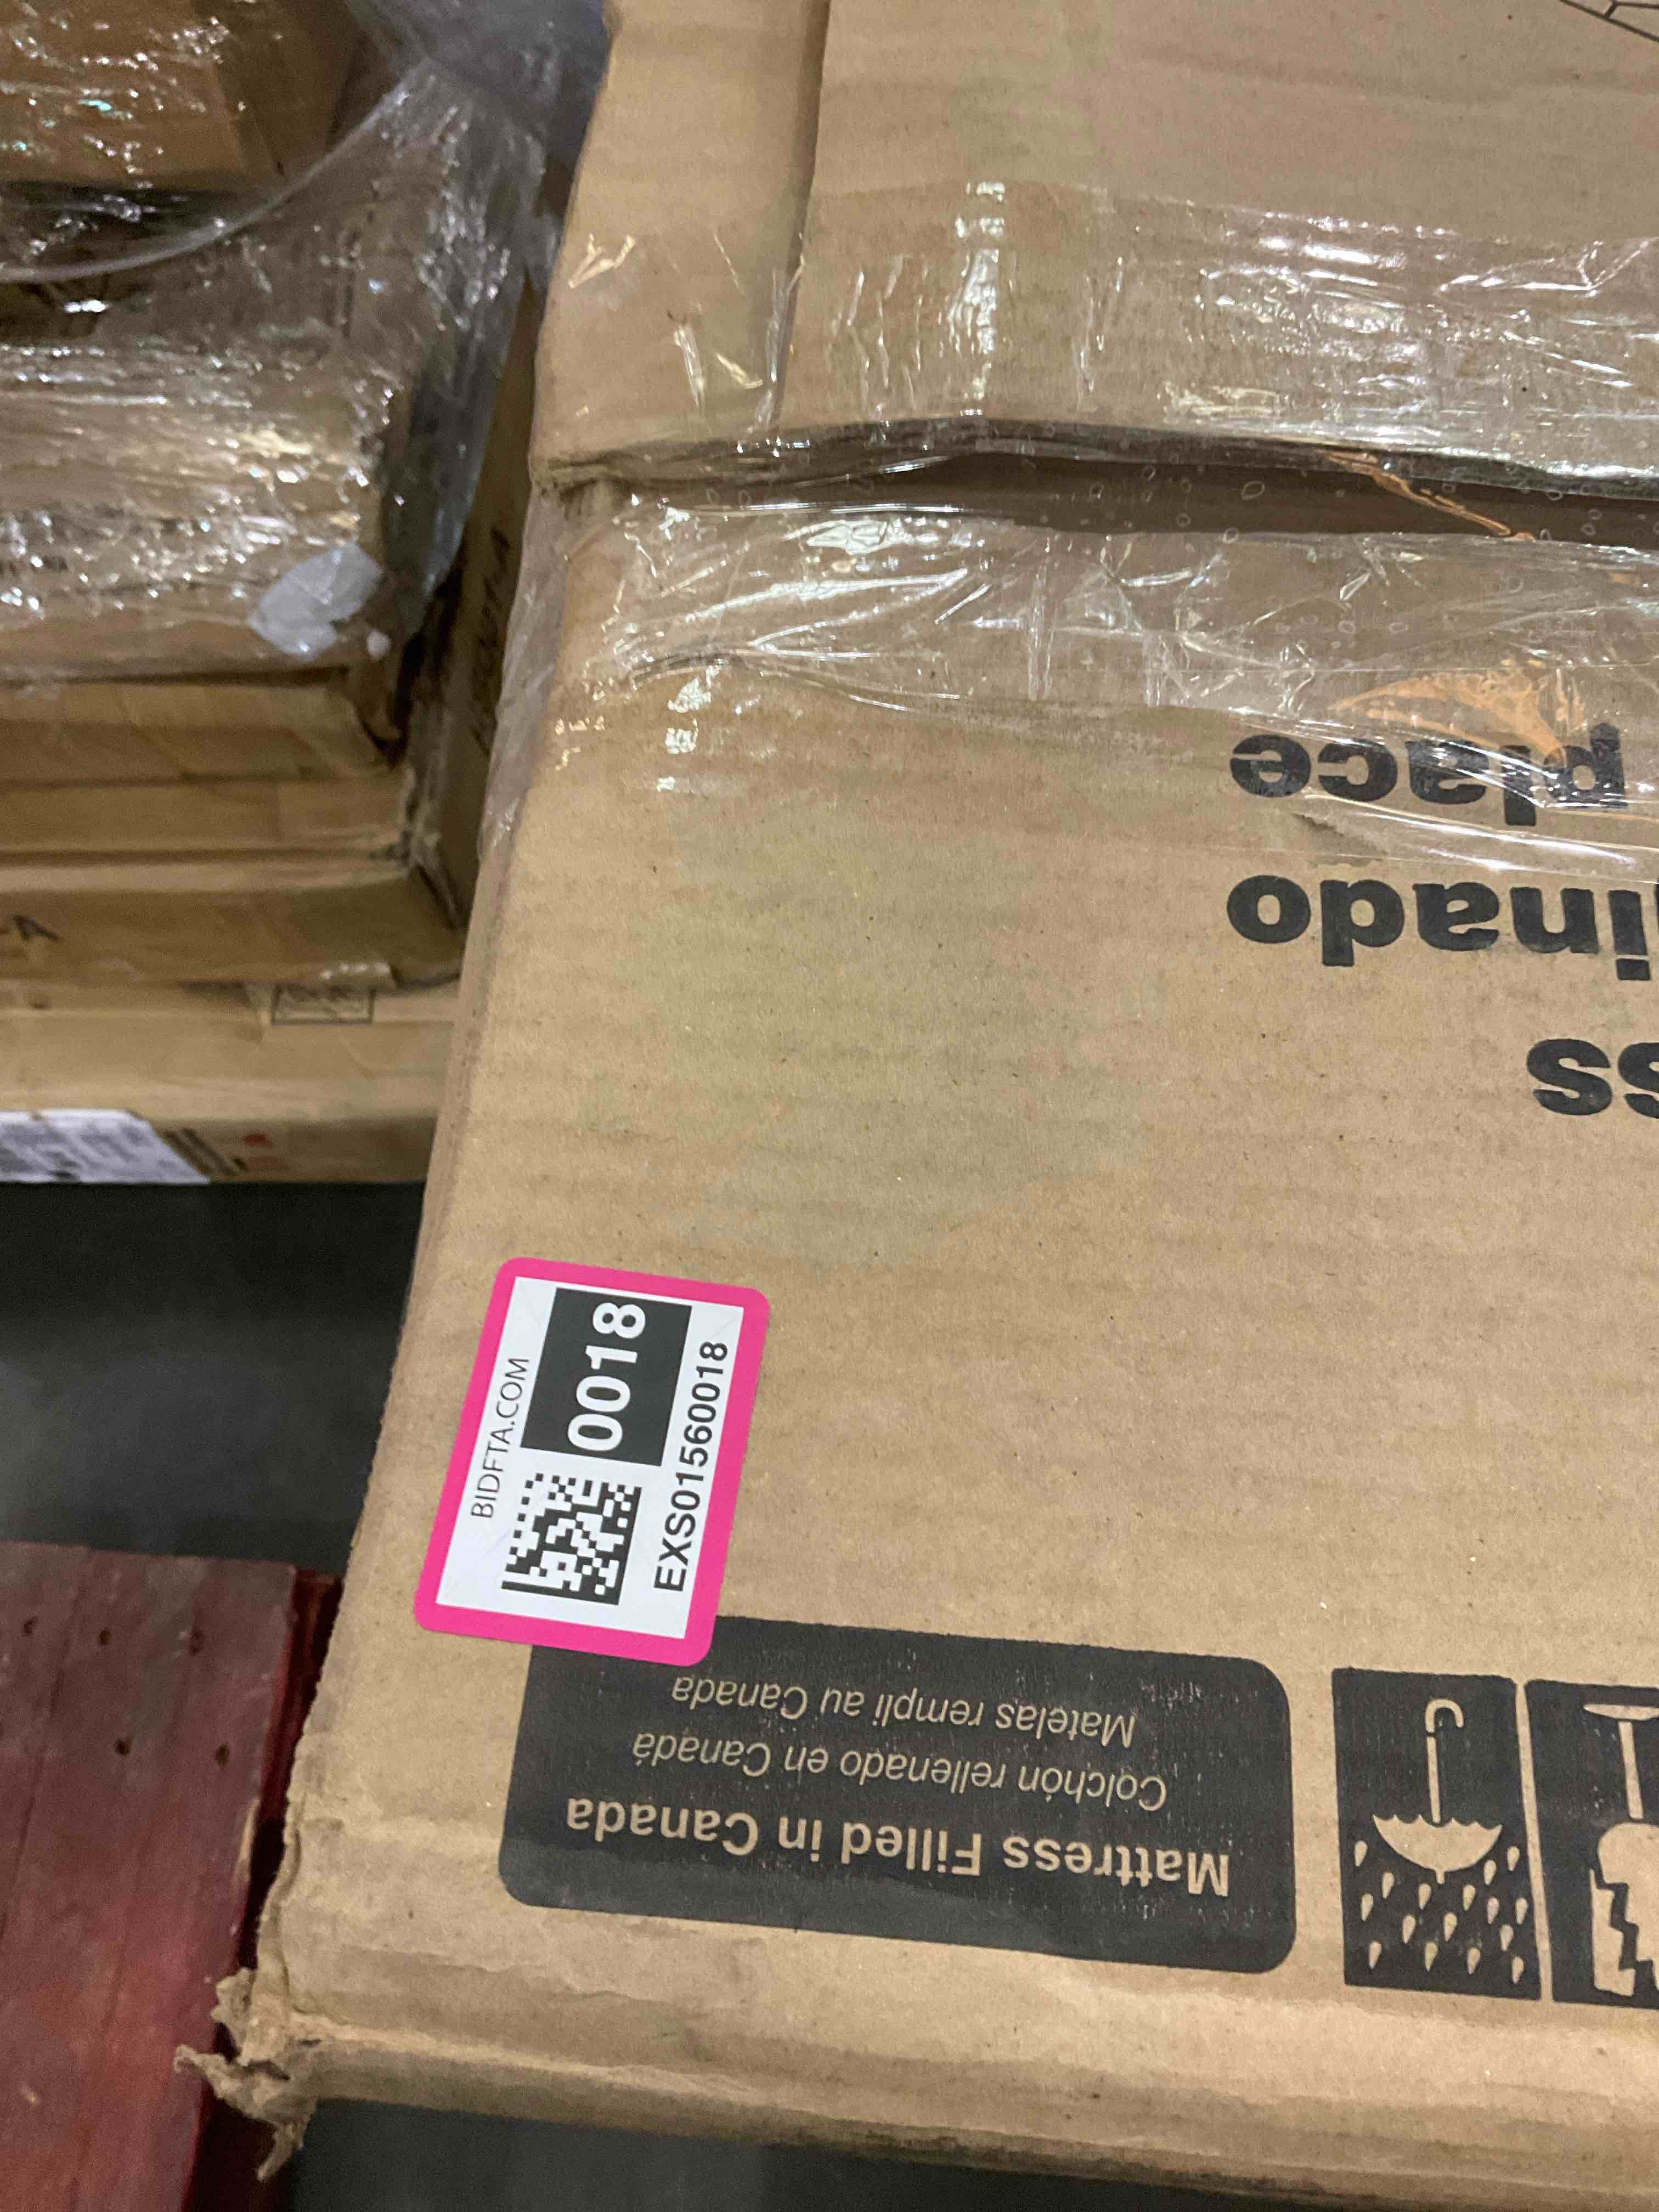 BIDFTA.COM
0018
EXS01560018
Mattress Filled in Canada
Colchón rellenado en Canadá
Matelas rempli au Canada
ss
inado
place
-A